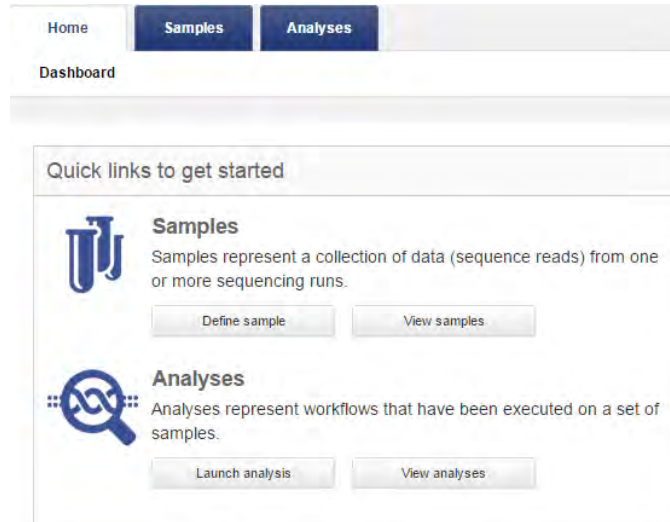 Home Samples Analyses
Dashboard
Quick links to get started
Samples
Samples represent a collection of data (sequence reads) from one
or more sequencing runs.
Define sample View samples
Analyses
Analyses represent workflows that have been executed on a set of
samples.
Launch analysis View analyses